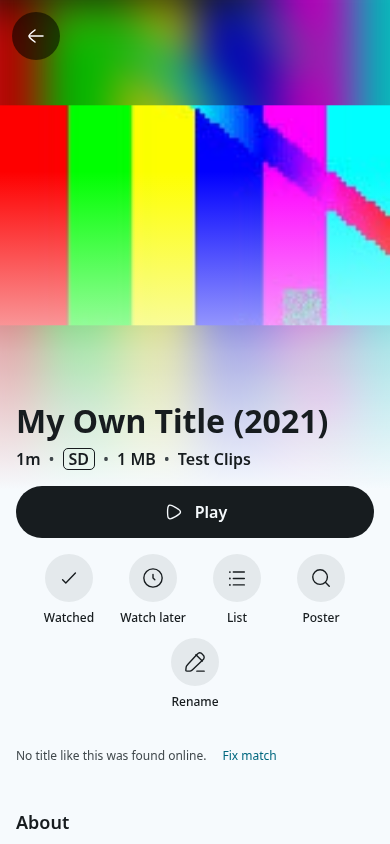 My Own Title (2021)
1m • SD • 1 MB • Test Clips
Play
Watched
Watch later
List
Poster
Rename
No title like this was found online. Fix match
About